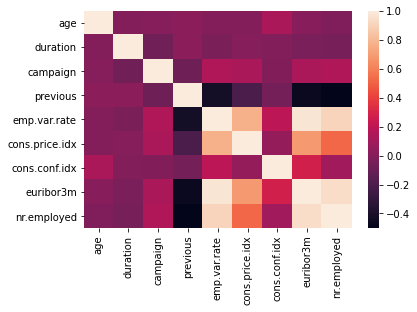 age
duration
campaign
previous
emp.var.rate
cons.price.idx
cons.conf.idx
euribor3m
nr.employed
age
duration
campaign
previous
emp.var.rate
cons.price.idx
cons.conf.idx
euribor3m
nr.employed
1.0
0.8
0.6
0.4
0.2
0.0
−0.2
−0.4